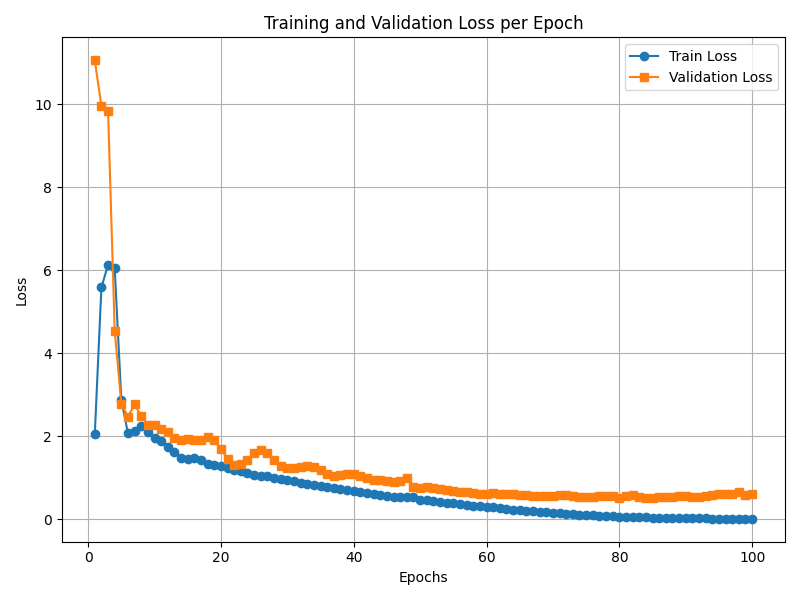 Training and Validation Loss per Epoch
Train Loss
Validation Loss
10
8
6
4
2
0
Loss
0 20 40 60 80 100
Epochs